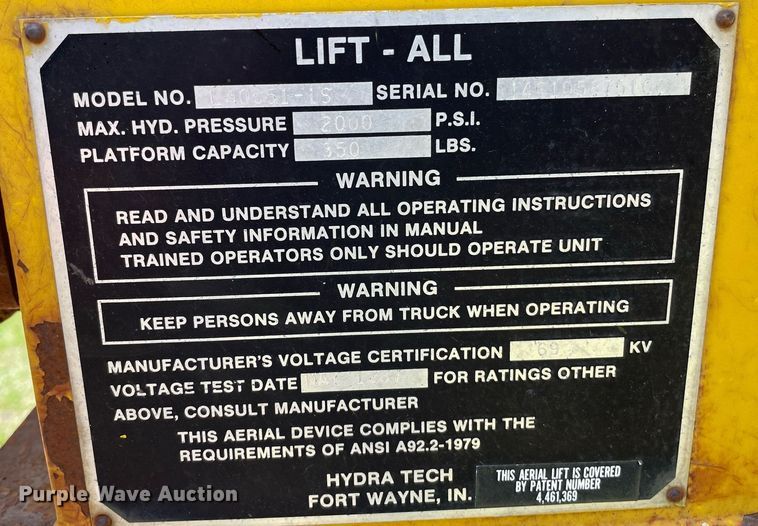 LIFT - ALL
MODEL NO. SERIAL NO.
MAX. HYD. PRESSURE 2000 P.S.I.
PLATFORM CAPACITY 350 LBS.
WARNING
READ AND UNDERSTAND ALL OPERATING INSTRUCTIONS
AND SAFETY INFORMATION IN MANUAL
TRAINED OPERATORS ONLY SHOULD OPERATE UNIT
WARNING
KEEP PERSONS AWAY FROM TRUCK WHEN OPERATING
MANUFACTURER'S VOLTAGE CERTIFICATION 69 KV
VOLTAGE TEST DATE FOR RATINGS OTHER
ABOVE, CONSULT MANUFACTURER
THIS AERIAL DEVICE COMPLIES WITH THE
REQUIREMENTS OF ANSI A92.2-1979
HYDRA TECH
FORT WAYNE, IN.
THIS AERIAL LIFT IS COVERED
BY PATENT NUMBER
4,461,369
Purple Wave Auction